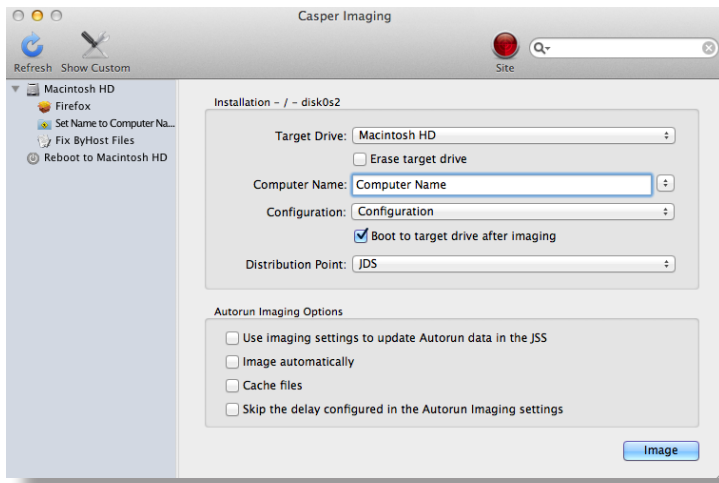 Casper Imaging
Refresh Show Custom
Site
Macintosh HD
Firefox
Set Name to Computer Na...
Fix ByHost Files
Reboot to Macintosh HD
Installation - / - disk0s2
Target Drive: Macintosh HD
Erase target drive
Computer Name: Computer Name
Configuration: Configuration
Boot to target drive after imaging
Distribution Point: JDS
Autorun Imaging Options
Use imaging settings to update Autorun data in the JSS
Image automatically
Cache files
Skip the delay configured in the Autorun Imaging settings
Image